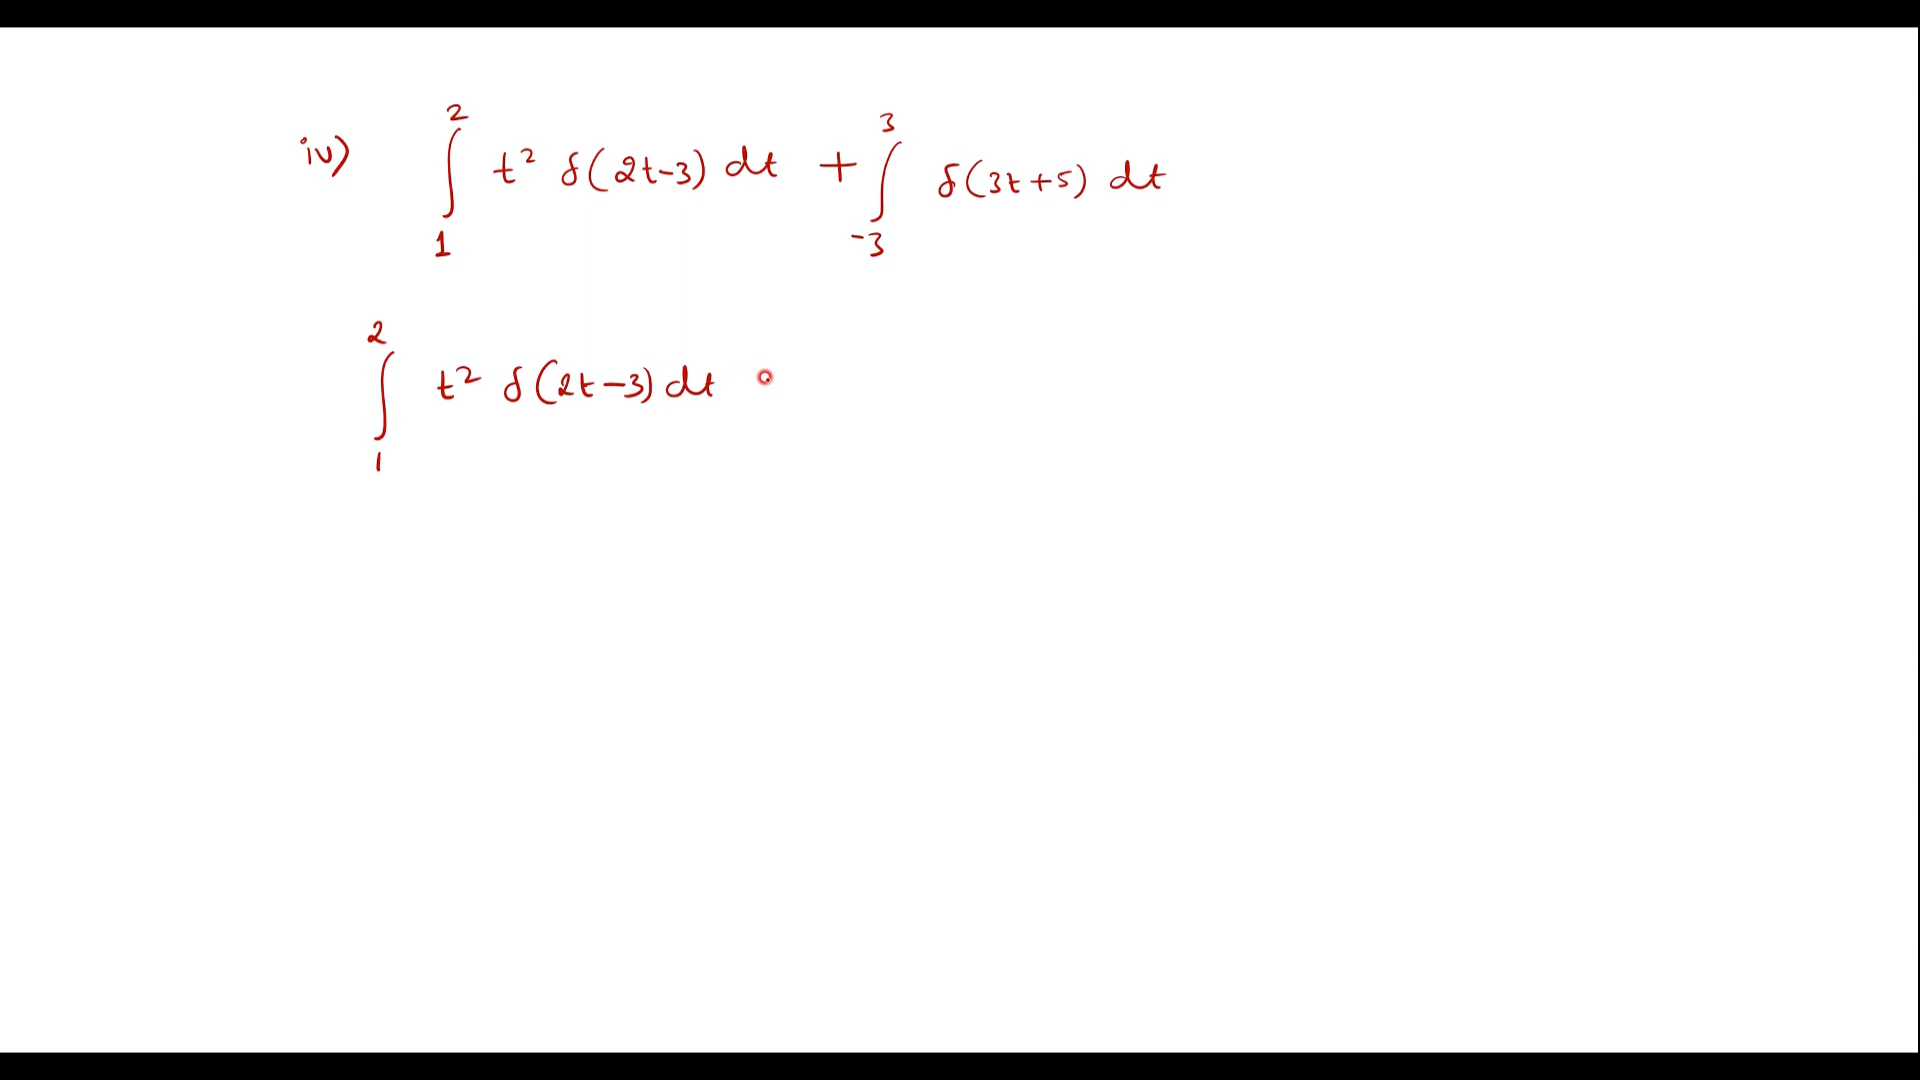 iv) ∫₁² t² δ(2t-3) dt + ∫₋₃³ δ(3t+5) dt
∫₁² t² δ(2t-3) dt